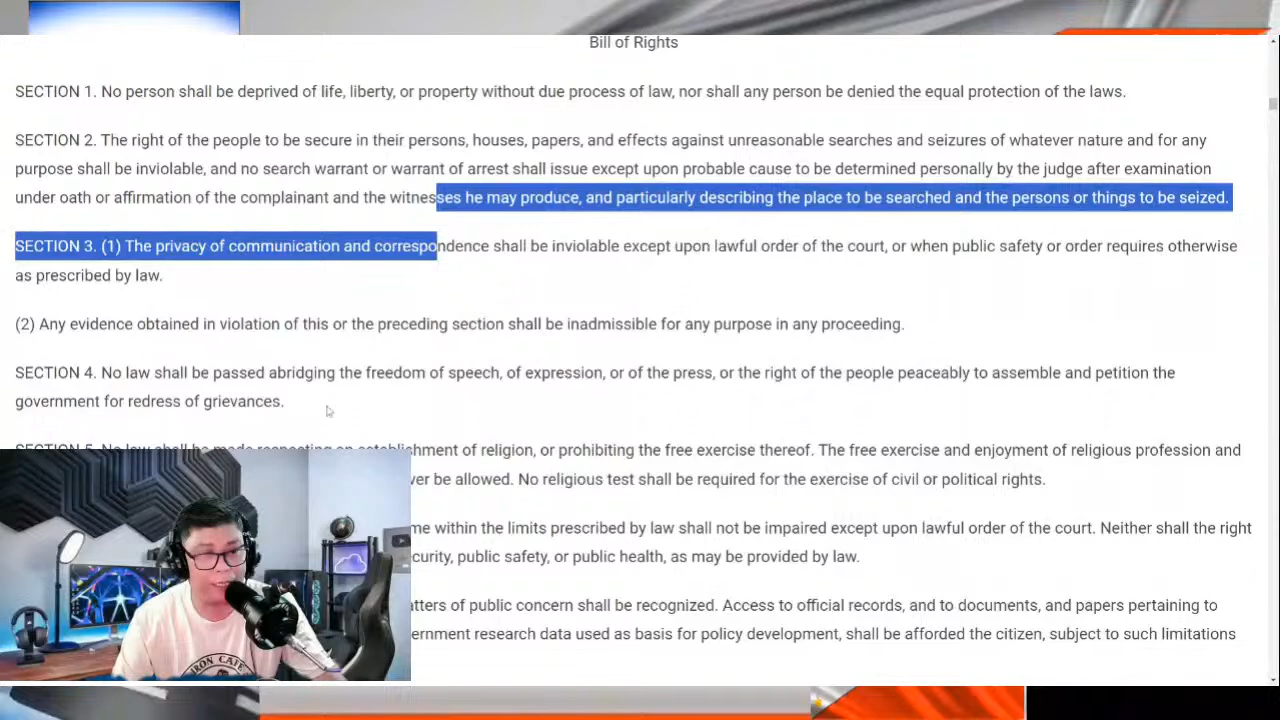 Bill of Rights
SECTION 1. No person shall be deprived of life, liberty, or property without due process of law, nor shall any person be denied the equal protection of the laws.
SECTION 2. The right of the people to be secure in their persons, houses, papers, and effects against unreasonable searches and seizures of whatever nature and for any
purpose shall be inviolable, and no search warrant or warrant of arrest shall issue except upon probable cause to be determined personally by the judge after examination
under oath or affirmation of the complainant and the witnesses he may produce, and particularly describing the place to be searched and the persons or things to be seized.
SECTION 3. (1) The privacy of communication and correspondence shall be inviolable except upon lawful order of the court, or when public safety or order requires otherwise
as prescribed by law.
(2) Any evidence obtained in violation of this or the preceding section shall be inadmissible for any purpose in any proceeding.
SECTION 4. No law shall be passed abridging the freedom of speech, of expression, or of the press, or the right of the people peaceably to assemble and petition the
government for redress of grievances.
SECTION 5. No law shall be made respecting an establishment of religion, or prohibiting the free exercise thereof. The free exercise and enjoyment of religious profession and
ver be allowed. No religious test shall be required for the exercise of civil or political rights.
me within the limits prescribed by law shall not be impaired except upon lawful order of the court. Neither shall the right
curity, public safety, or public health, as may be provided by law.
atters of public concern shall be recognized. Access to official records, and to documents, and papers pertaining to
ernment research data used as basis for policy development, shall be afforded the citizen, subject to such limitations
IRON CAFE